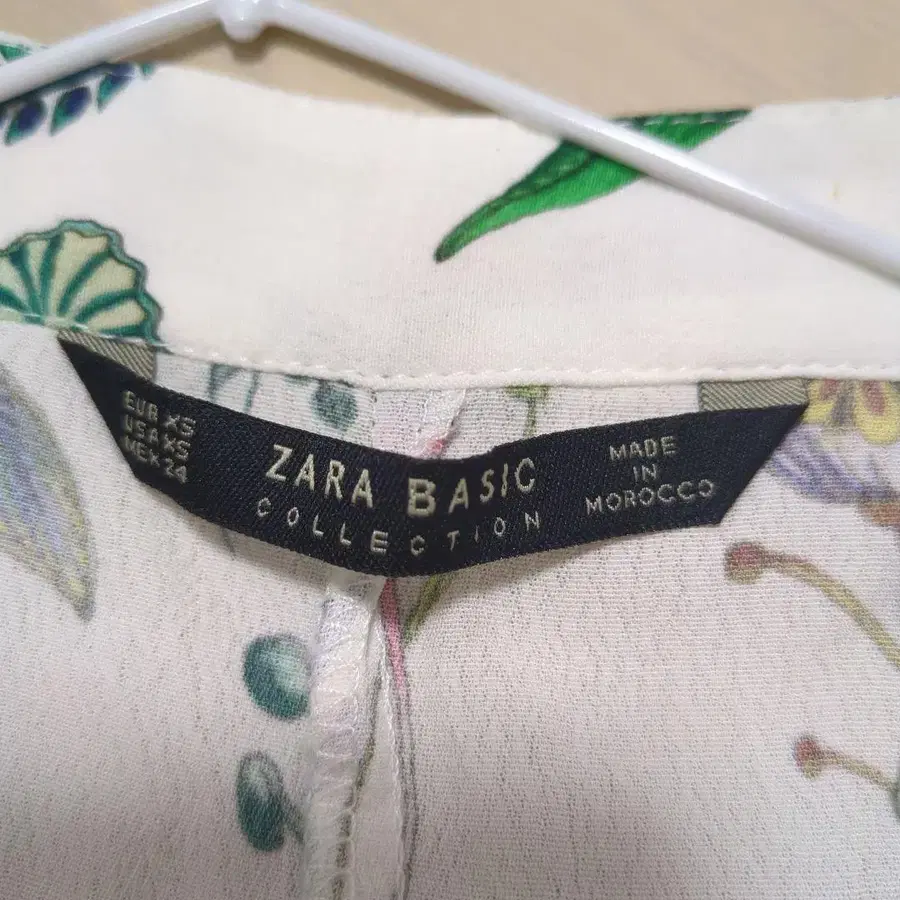 EUR XS
USA XS
MEX 24
ZARA BASIC
COLLECTION
MADE
IN
MOROCCO